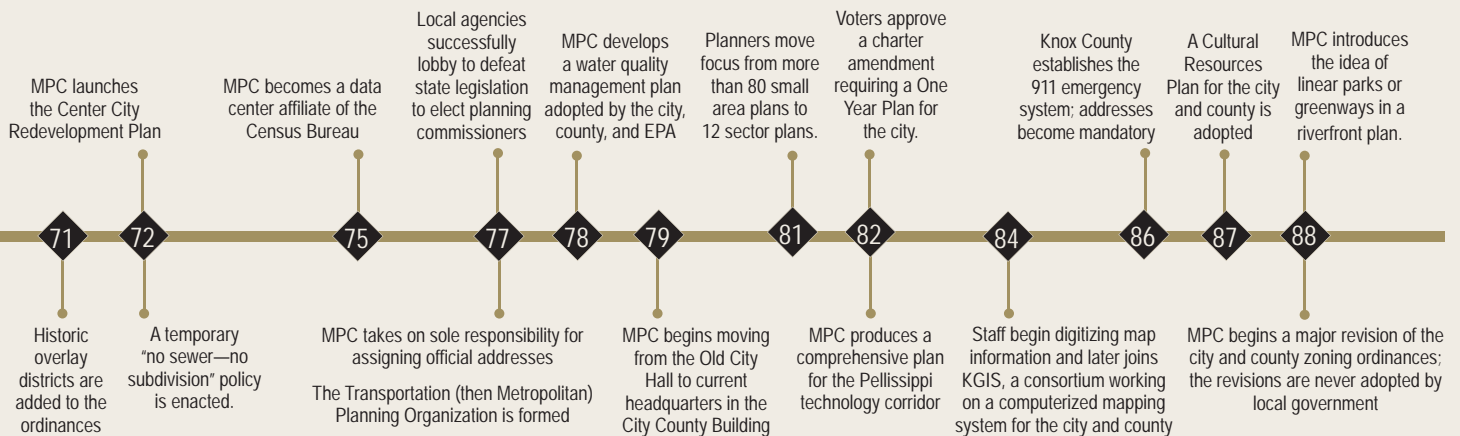 MPC launches
the Center City
Redevelopment Plan
MPC becomes a data
center affiliate of the
Census Bureau
Local agencies
successfully
lobby to defeat
state legislation
to elect planning
commissioners
MPC develops
a water quality
management plan
adopted by the city,
county, and EPA
Planners move
focus from more
than 80 small
area plans to
12 sector plans.
Voters approve
a charter
amendment
requiring a One
Year Plan for
the city.
Knox County
establishes the
911 emergency
system; addresses
become mandatory
A Cultural
Resources
Plan for the city
and county is
adopted
MPC introduces
the idea of
linear parks or
greenways in a
riverfront plan.
71
72
75
77
78
79
81
82
84
86
87
88
Historic
overlay
districts are
added to the
ordinances
A temporary
“no sewer—no
subdivision” policy
is enacted.
MPC takes on sole responsibility for
assigning official addresses
The Transportation (then Metropolitan)
Planning Organization is formed
MPC begins moving
from the Old City
Hall to current
headquarters in the
City County Building
MPC produces a
comprehensive plan
for the Pellissippi
technology corridor
Staff begin digitizing map
information and later joins
KGIS, a consortium working
on a computerized mapping
system for the city and county
MPC begins a major revision of the
city and county zoning ordinances;
the revisions are never adopted by
local government